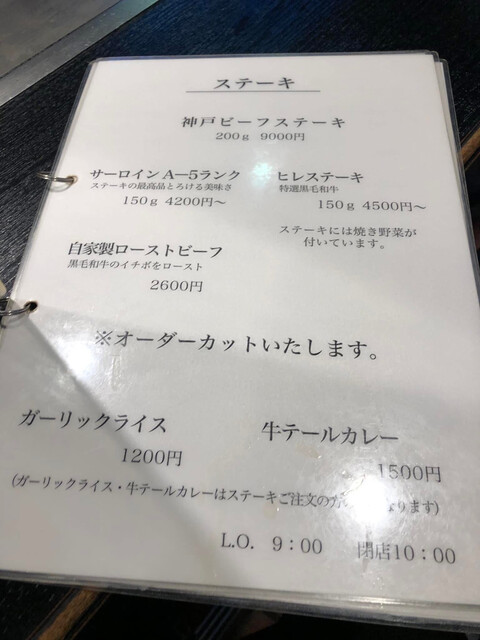 ステーキ
神戸ビーフステーキ
200g 9000円
サーロインA-5ランク
ステーキの最高品とろける美味さ
150g 4200円〜
ヒレステーキ
特選黒毛和牛
150g 4500円〜
ステーキには焼き野菜が
付いています。
自家製ローストビーフ
黒毛和牛のイチボをロースト
2600円
※オーダーカットいたします。
ガーリックライス
1200円
牛テールカレー
1500円
(ガーリックライス・牛テールカレーはステーキご注文の方 なります)
L.O. 9:00 閉店10:00